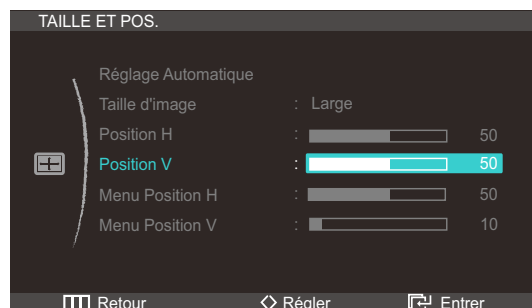 TAILLE ET POS.
Réglage Automatique
Taille d'image : Large
Position H : 50
Position V : 50
Menu Position H : 50
Menu Position V : 10
Retour Régler Entrer